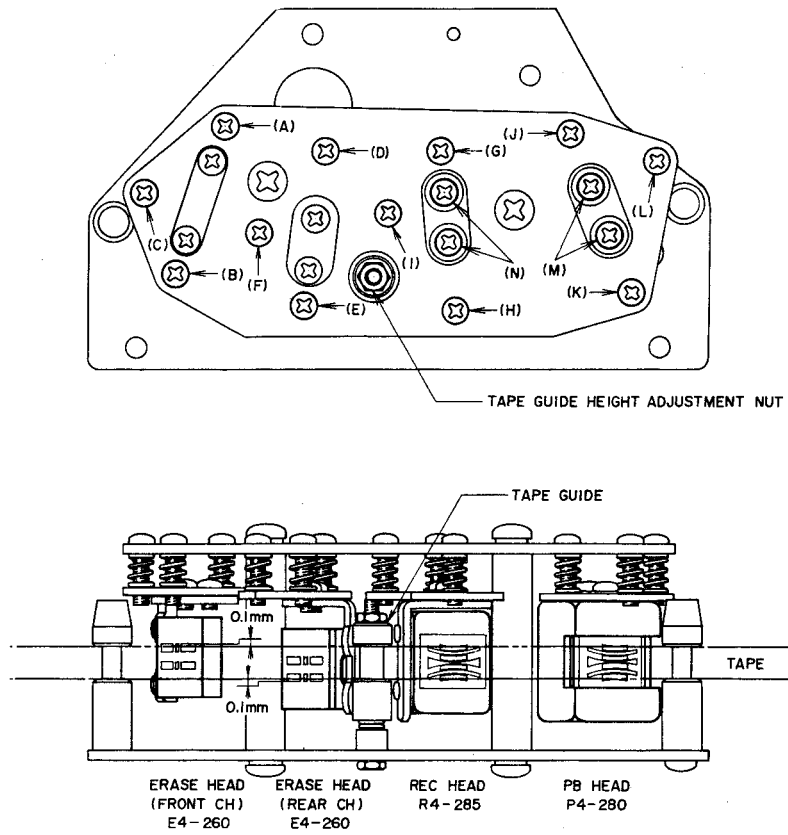 (A)
(J)
(D)
(G)
(L)
(C)
(I)
(B)
(F)
(N)
(M)
(E)
(H)
(K)
TAPE GUIDE HEIGHT ADJUSTMENT NUT
TAPE GUIDE
0.1mm
TAPE
0.1mm
ERASE HEAD
(FRONT CH)
E4-260
ERASE HEAD
(REAR CH)
E4-260
REC HEAD
R4-285
PB HEAD
P4-280